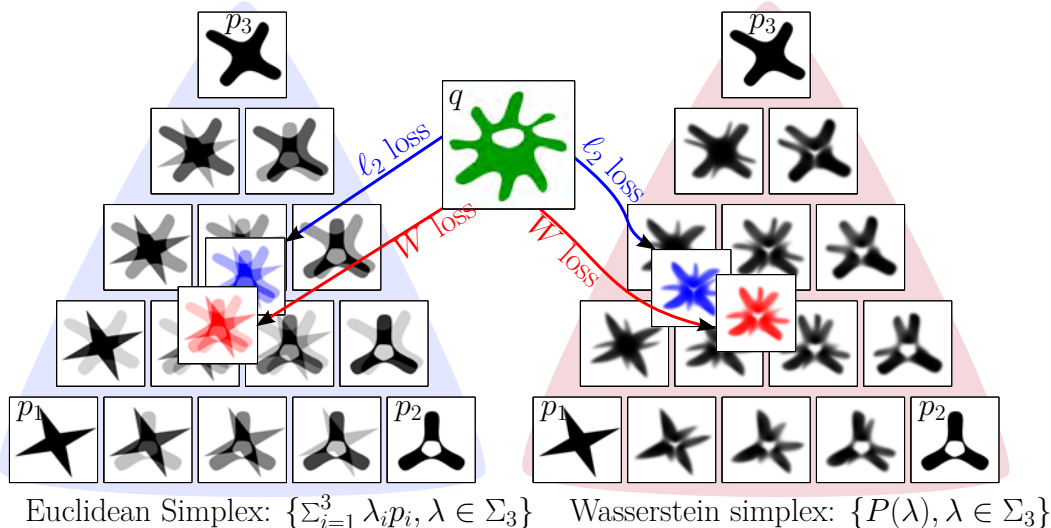 p₃
p₃
q
ℓ₂ loss
ℓ₂ loss
W loss
W loss
p₁
p₂
p₁
p₂
Euclidean Simplex: {Σ³ᵢ₌₁ λᵢpᵢ, λ ∈ Σ₃}
Wasserstein simplex: {P(λ), λ ∈ Σ₃}